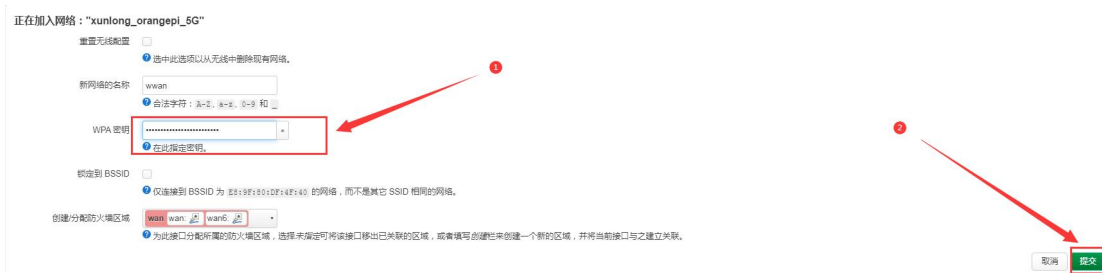 正在加入网络："xunlong_orangepi_5G"
重置无线配置
选中此选项以从无线中删除现有网络。
1
新网络的名称 wwan
合法字符：A-Z, a-z, 0-9 和 _
WPA 密钥 ••••••••••••••••••••••••
在此指定密钥。
2
锁定到 BSSID
仅连接到 BSSID 为 E8:9F:80:DF:4F:40 的网络，而不是其它 SSID 相同的网络。
创建/分配防火墙区域 wan wan: wan6:
为此接口分配所属的防火墙区域，选择未指定可将该接口移出已关联的区域，或者填写创建栏来创建一个新的区域，并将当前接口与之建立关联。
取消 提交